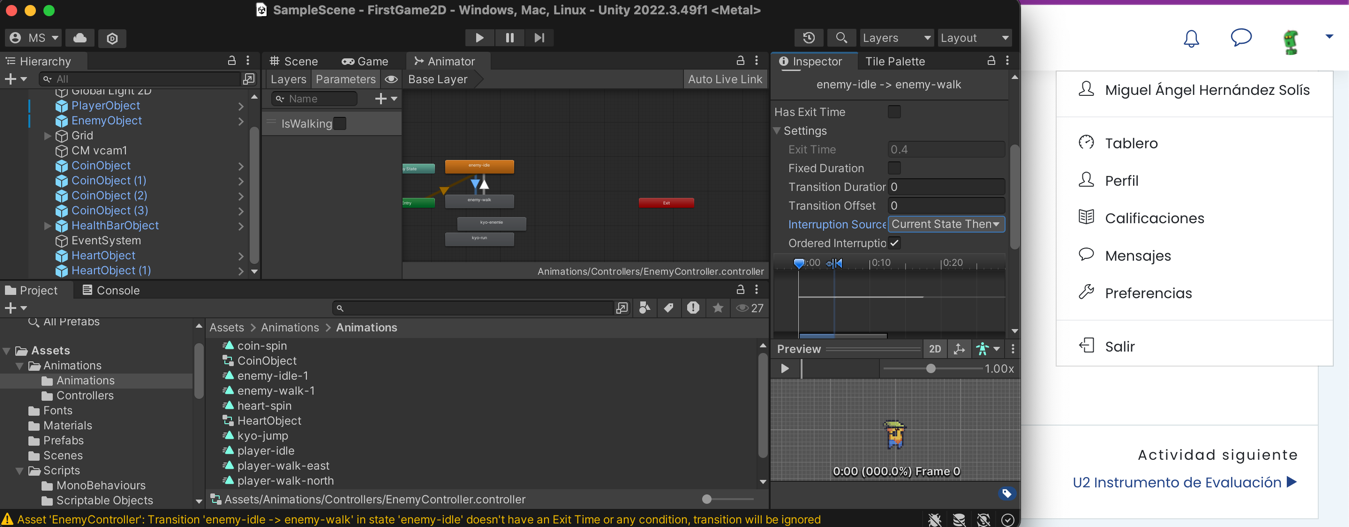 SampleScene - FirstGame2D - Windows, Mac, Linux - Unity 2022.3.49f1 <Metal>
MS
Layers
Layout
Hierarchy
All
Global Light 2D
PlayerObject
EnemyObject
Grid
CM vcam1
CoinObject
CoinObject (1)
CoinObject (2)
CoinObject (3)
HealthBarObject
EventSystem
HeartObject
HeartObject (1)
Scene
Game
Animator
Layers
Parameters
Base Layer
Auto Live Link
Name
IsWalking
enemy-idle
enemy-walk
Exit
Animations/Controllers/EnemyController.controller
Inspector
Tile Palette
enemy-idle -> enemy-walk
Has Exit Time
Settings
Exit Time
0.4
Fixed Duration
Transition Duration
0
Transition Offset
0
Interruption Source
Current State Then
Ordered Interruptio
0:00
0:10
0:20
Preview
2D
1.00x
0:00 (000.0%) Frame 0
Project
Console
27
All Prefabs
Assets
Animations
Animations
Controllers
Fonts
Materials
Prefabs
Scenes
Scripts
MonoBehaviours
Scriptable Objects
Assets > Animations > Animations
coin-spin
CoinObject
enemy-idle-1
enemy-walk-1
heart-spin
HeartObject
kyo-jump
player-idle
player-walk-east
player-walk-north
Assets/Animations/Controllers/EnemyController.controller
Asset 'EnemyController': Transition 'enemy-idle -> enemy-walk' in state 'enemy-idle' doesn't have an Exit Time or any condition, transition will be ignored
Miguel Ángel Hernández Solís
Tablero
Perfil
Calificaciones
Mensajes
Preferencias
Salir
Actividad siguiente
U2 Instrumento de Evaluación